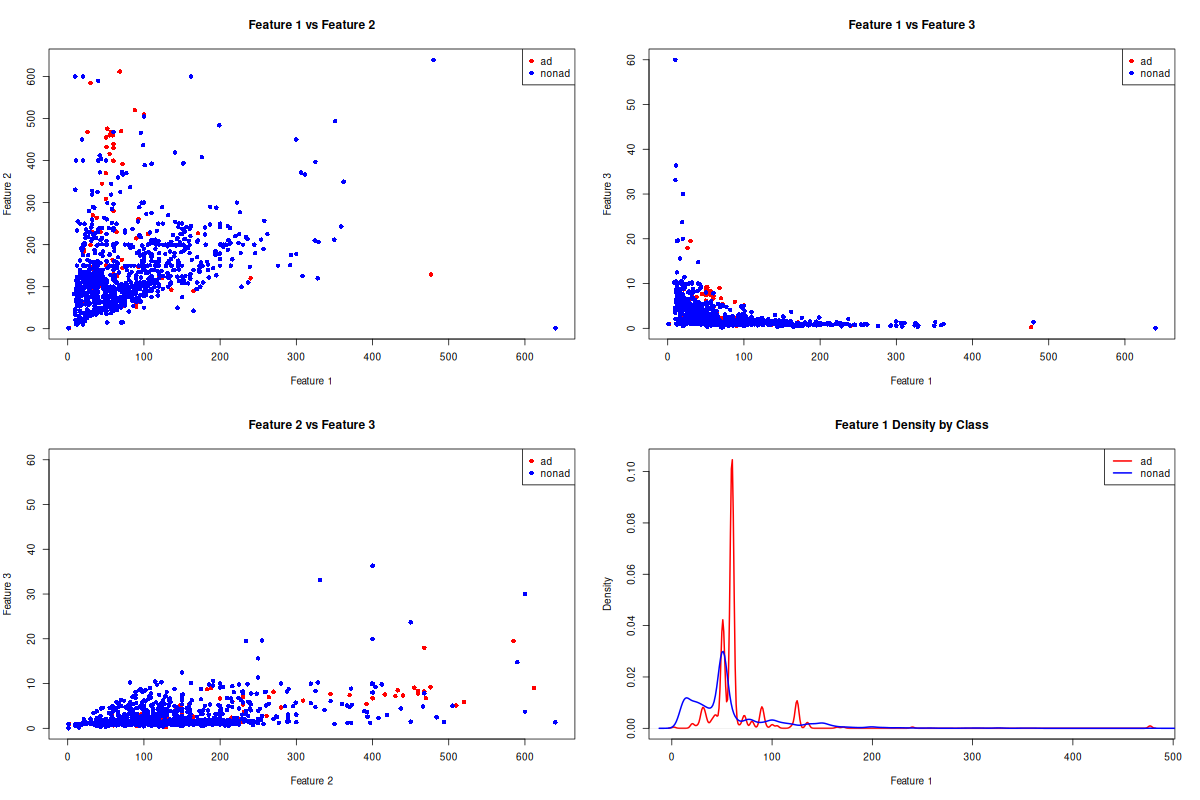 Feature 1 vs Feature 2
Feature 2
0
100
200
300
400
500
600
ad
nonad
0 100 200 300 400 500 600
Feature 1
Feature 1 vs Feature 3
Feature 3
0
10
20
30
40
50
60
ad
nonad
0 100 200 300 400 500 600
Feature 1
Feature 2 vs Feature 3
Feature 3
0
10
20
30
40
50
60
ad
nonad
0 100 200 300 400 500 600
Feature 2
Feature 1 Density by Class
Density
0.00
0.02
0.04
0.06
0.08
0.10
ad
nonad
0 100 200 300 400 500
Feature 1